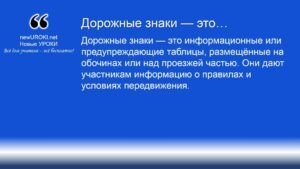 Дорожные знаки — это…
newUROKI.net
Новые УРОКИ
Всё для учителя – всё бесплатно!
Дорожные знаки — это информационные или
предупреждающие таблицы, размещённые на
обочинах или над проезжей частью. Они дают
участникам информацию о правилах и
условиях передвижения.